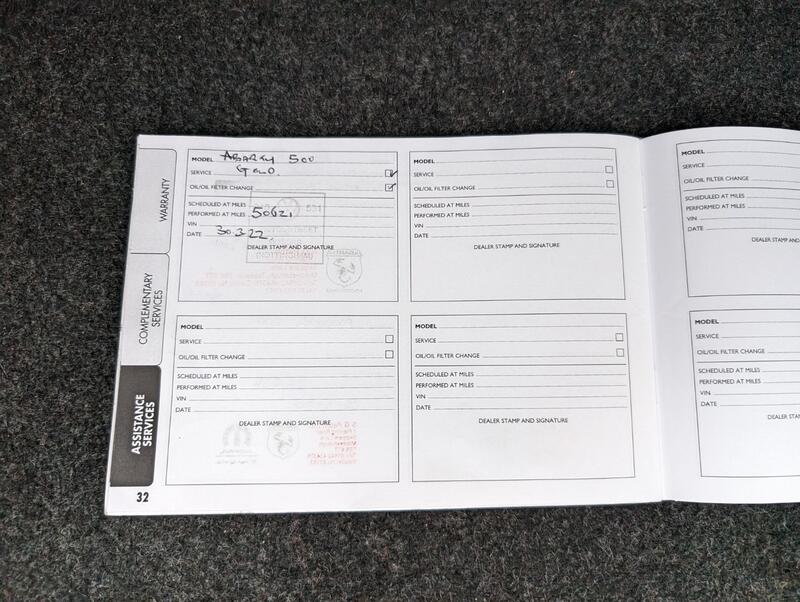 WARRANTY
COMPLEMENTARY
SERVICES
ASSISTANCE
SERVICES
32
MODEL ABARTH 500
SERVICE GOLD
OIL/OIL FILTER CHANGE
SCHEDULED AT MILES
PERFORMED AT MILES 50621
VIN
DATE 30.3.22
DEALER STAMP AND SIGNATURE
MODEL
SERVICE
OIL/OIL FILTER CHANGE
SCHEDULED AT MILES
PERFORMED AT MILES
VIN
DATE
DEALER STAMP AND SIGNATURE
MODEL
SERVICE
OIL/OIL FILTER CHANGE
SCHEDULED AT MILES
PERFORMED AT MILES
VIN
DATE
DEALER STAMP AND SIGNATURE
MODEL
SERVICE
OIL/OIL FILTER CHANGE
SCHEDULED AT MILES
PERFORMED AT MILES
VIN
DATE
DEALER STAMP AND SIGNATURE
MODEL
SERVICE
OIL/OIL FILTER CHANGE
SCHEDULED AT MILES
PERFORMED AT MILES
VIN
DATE
DEALER STAM
MODEL
SERVICE
OIL/OIL FILTER CHANGE
SCHEDULED AT MILES
PERFORMED AT MILES
VIN
DATE
DEALER STA